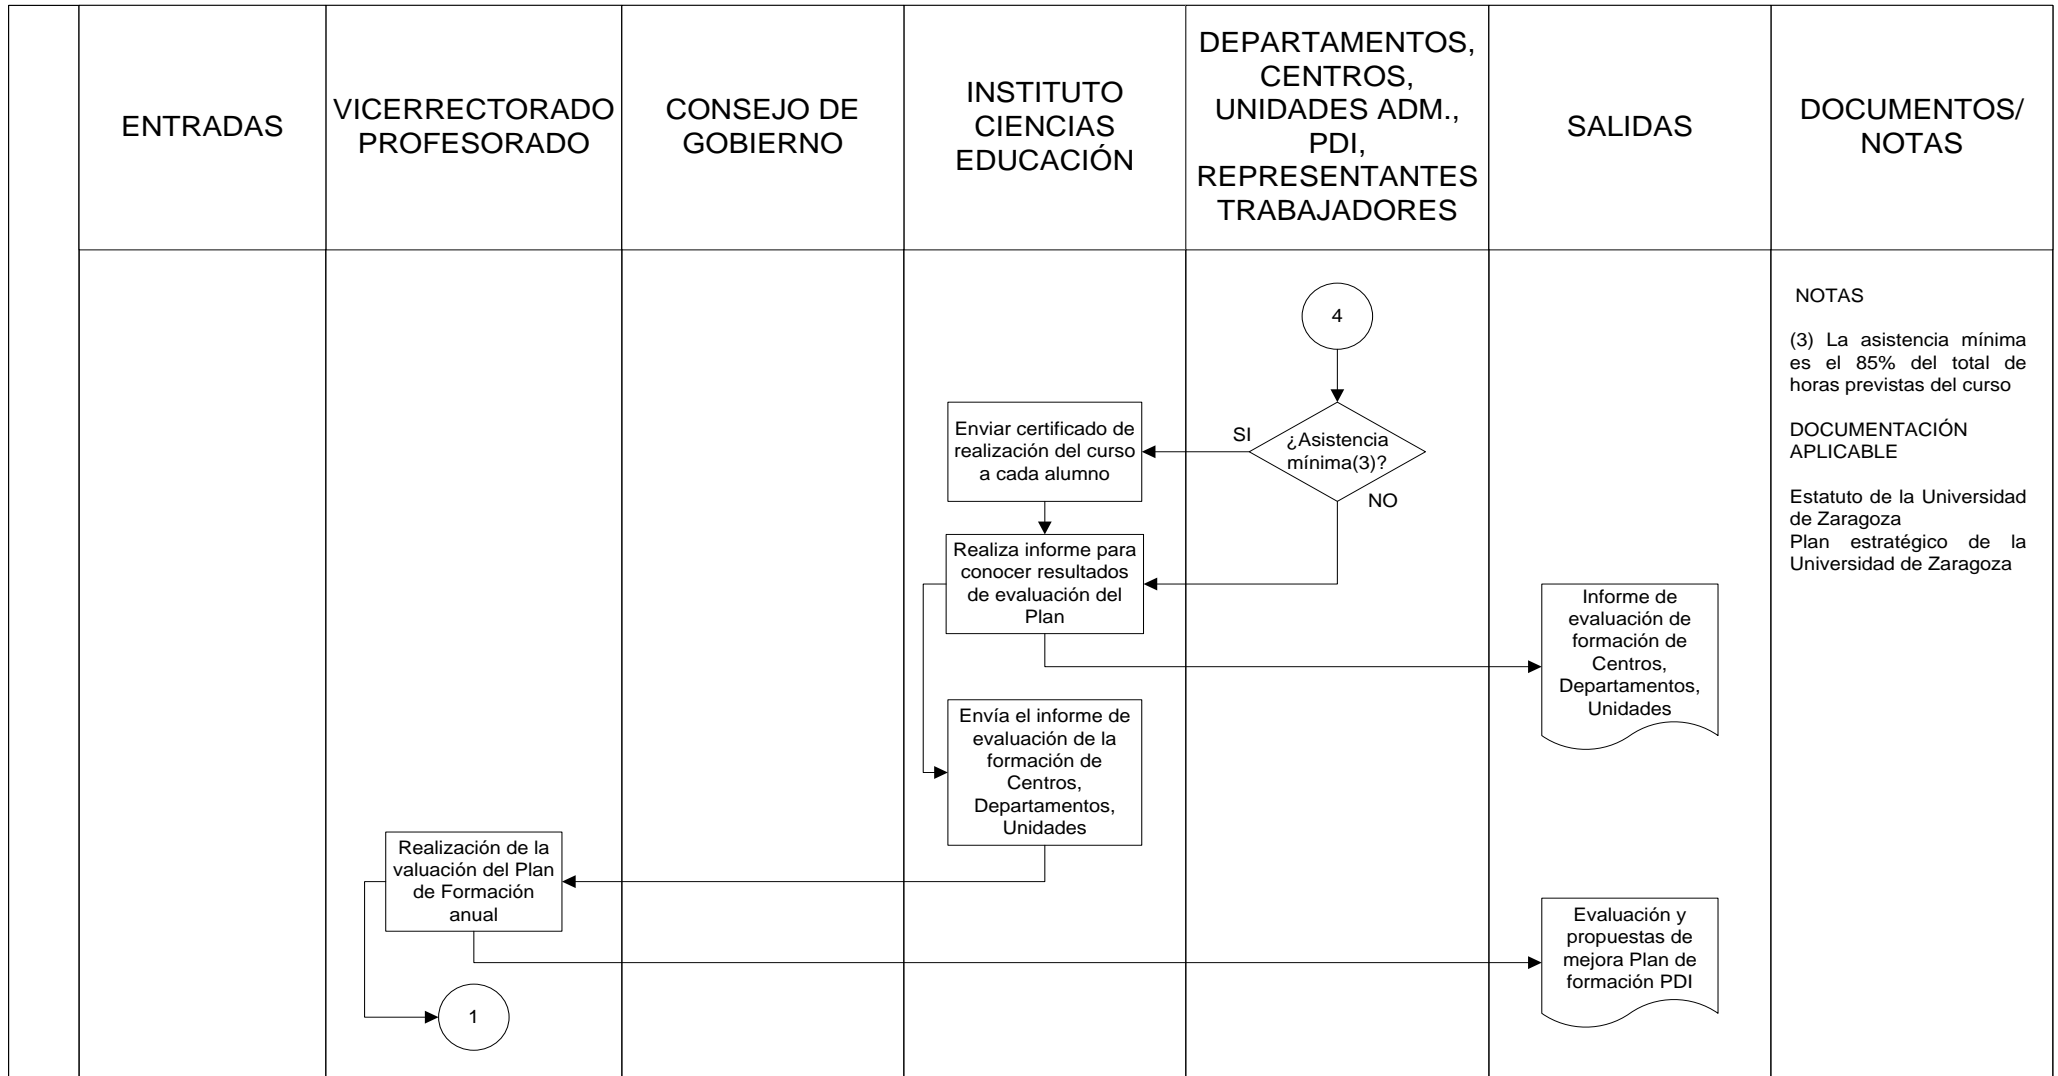 ENTRADAS
VICERRECTORADO
PROFESORADO
CONSEJO DE
GOBIERNO
INSTITUTO
CIENCIAS
EDUCACIÓN
DEPARTAMENTOS,
CENTROS,
UNIDADES ADM.,
PDI,
REPRESENTANTES
TRABAJADORES
SALIDAS
DOCUMENTOS/
NOTAS
4
¿Asistencia
mínima(3)?
SI
NO
Enviar certificado de
realización del curso
a cada alumno
Realiza informe para
conocer resultados
de evaluación del
Plan
Informe de
evaluación de
formación de
Centros,
Departamentos,
Unidades
Envía el informe de
evaluación de la
formación de
Centros,
Departamentos,
Unidades
Realización de la
valuación del Plan
de Formación
anual
Evaluación y
propuestas de
mejora Plan de
formación PDI
1
NOTAS
(3) La asistencia mínima
es el 85% del total de
horas previstas del curso
DOCUMENTACIÓN
APLICABLE
Estatuto de la Universidad
de Zaragoza
Plan estratégico de la
Universidad de Zaragoza